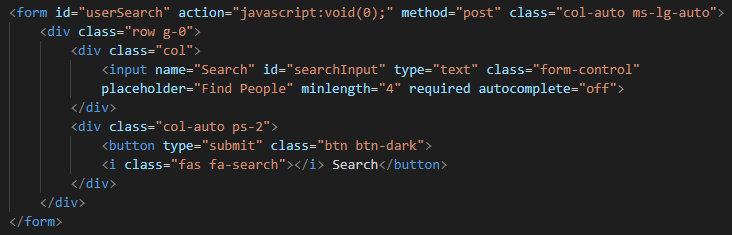 <form id="userSearch" action="javascript:void(0);" method="post" class="col-auto ms-lg-auto">
<div class="row g-0">
<div class="col">
<input name="Search" id="searchInput" type="text" class="form-control"
placeholder="Find People" minlength="4" required autocomplete="off">
</div>
<div class="col-auto ps-2">
<button type="submit" class="btn btn-dark">
<i class="fas fa-search"></i> Search</button>
</div>
</div>
</form>